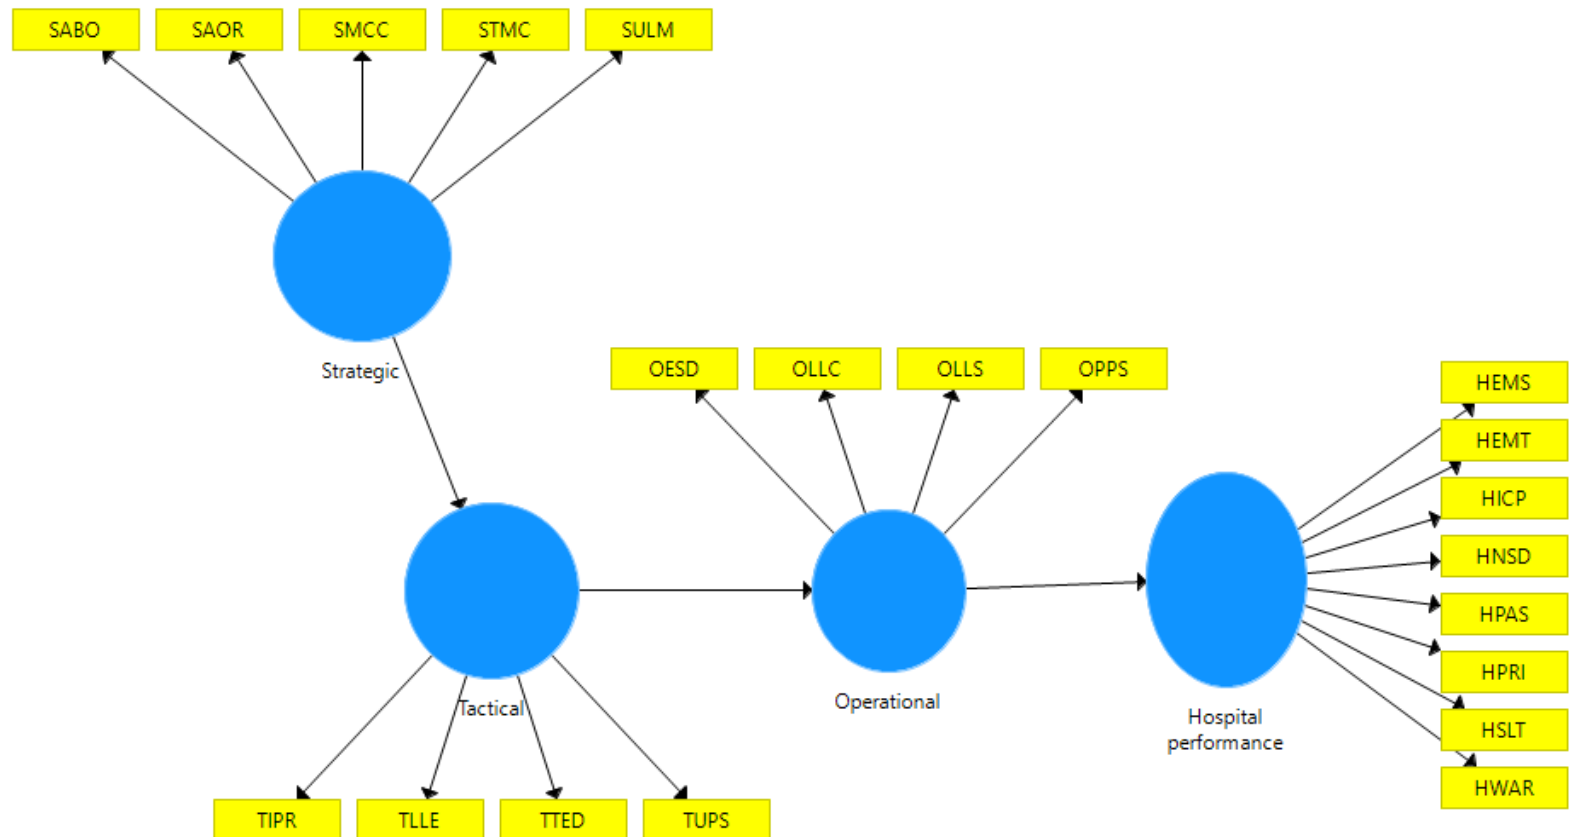 SABO
SAOR
SMCC
STMC
SULM
Strategic
OESD
OLLC
OLLS
OPPS
HEMS
HEMT
HICP
HNSD
HPAS
HPRI
HSLT
HWAR
Tactical
Operational
Hospital
performance
TIPR
TLLE
TTED
TUPS